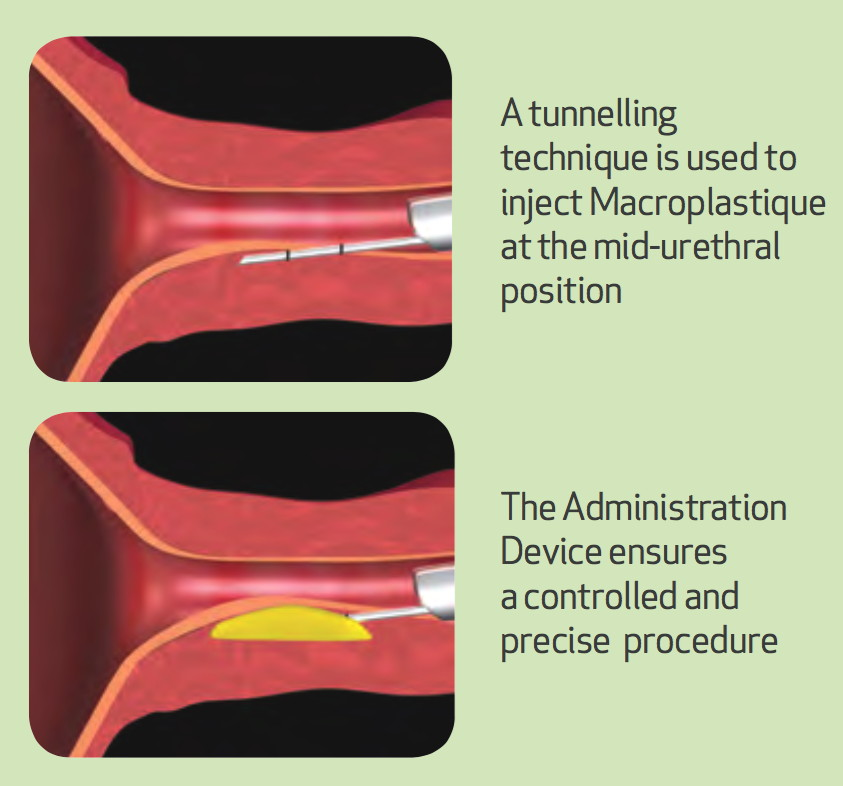 A tunnelling
technique is used to
inject Macroplastique
at the mid-urethral
position
The Administration
Device ensures
a controlled and
precise procedure